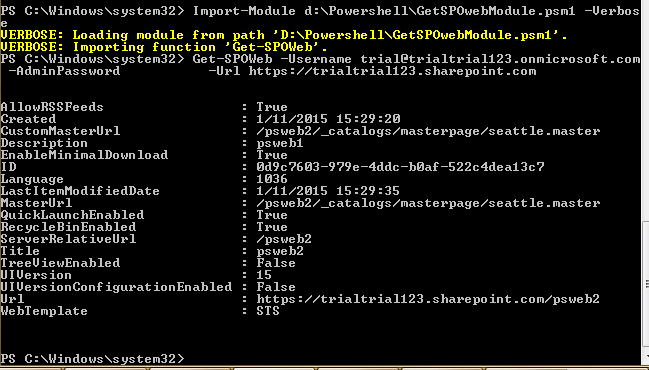 PS C:\Windows\system32> Import-Module d:\Powershell\GetSPOwebModule.psm1 -Verbos
e
VERBOSE: Loading module from path 'D:\Powershell\GetSPOwebModule.psm1'.
VERBOSE: Importing function 'Get-SPOWeb'.
PS C:\Windows\system32> Get-SPOWeb -Username trial@trialtrial123.onmicrosoft.com
-AdminPassword -Url https://trialtrial123.sharepoint.com
AllowRSSFeeds : True
Created : 1/11/2015 15:29:20
CustomMasterUrl : /psweb2/_catalogs/masterpage/seattle.master
Description : psweb1
EnableMinimalDownload : True
ID : 0d9c7603-979e-4ddc-b0af-522c4dea13c7
Language : 1036
LastItemModifiedDate : 1/11/2015 15:29:35
MasterUrl : /psweb2/_catalogs/masterpage/seattle.master
QuickLaunchEnabled : True
RecycleBinEnabled : True
ServerRelativeUrl : /psweb2
Title : psweb2
TreeViewEnabled : False
UIVersion : 15
UIVersionConfigurationEnabled : False
Url : https://trialtrial123.sharepoint.com/psweb2
WebTemplate : STS
PS C:\Windows\system32>